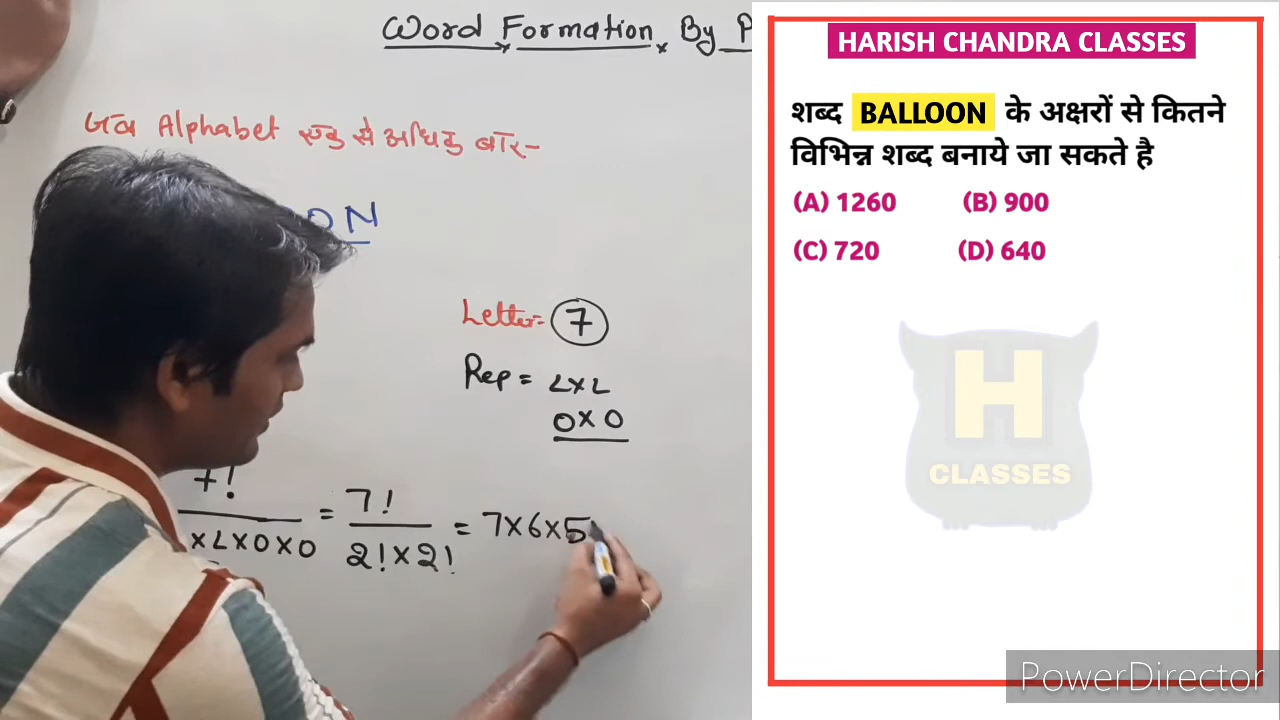 Word Formation By P
जब Alphabet एक से अधिक बार-
ON
Letter- 7
Rep = L×L
O×O
7!
×L×O×O = 7!
2!×2! = 7×6×5
HARISH CHANDRA CLASSES
शब्द BALLOON के अक्षरों से कितने
विभिन्न शब्द बनाये जा सकते है
(A) 1260 (B) 900
(C) 720 (D) 640
H
CLASSES
PowerDirector